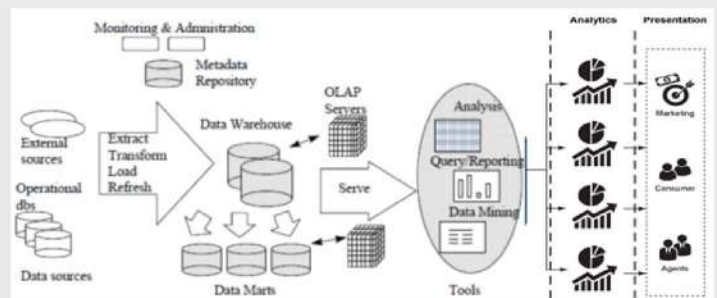 Monitoring & Admnistration
Metadata
Repository
OLAP
Servers
Data Warehouse
External
sources
Extract
Transform
Load
Refresh
Operational
dbs
Serve
Data sources
Data Marts
Analysis
Query/Reporting
Data Mining
Tools
Analytics
Presentation
Marketing
Consumer
Agents